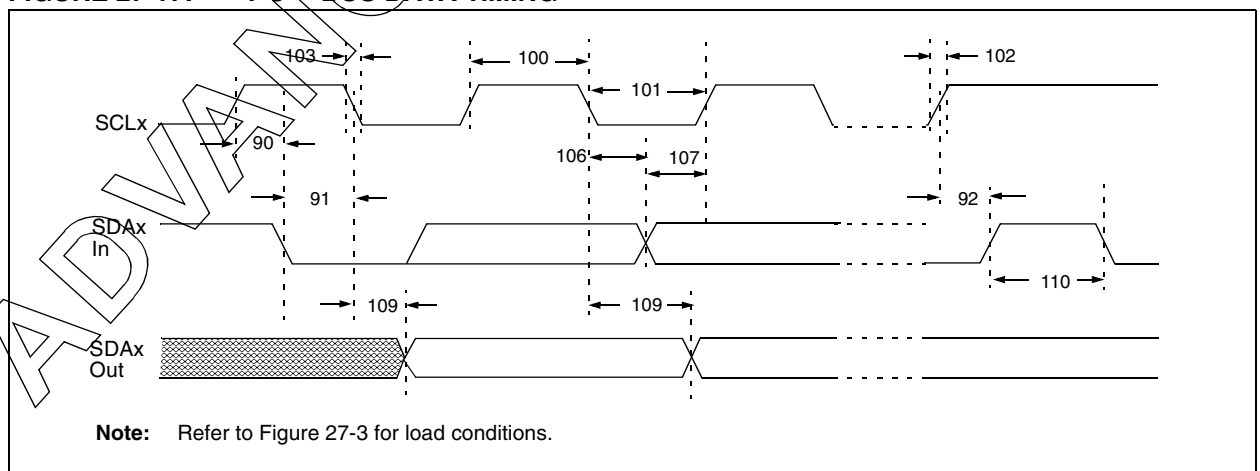 103
100
102
101
SCLx
90
106
107
91
92
SDAx
In
110
109
109
SDAx
Out
Note: Refer to Figure 27-3 for load conditions.
ADVAN